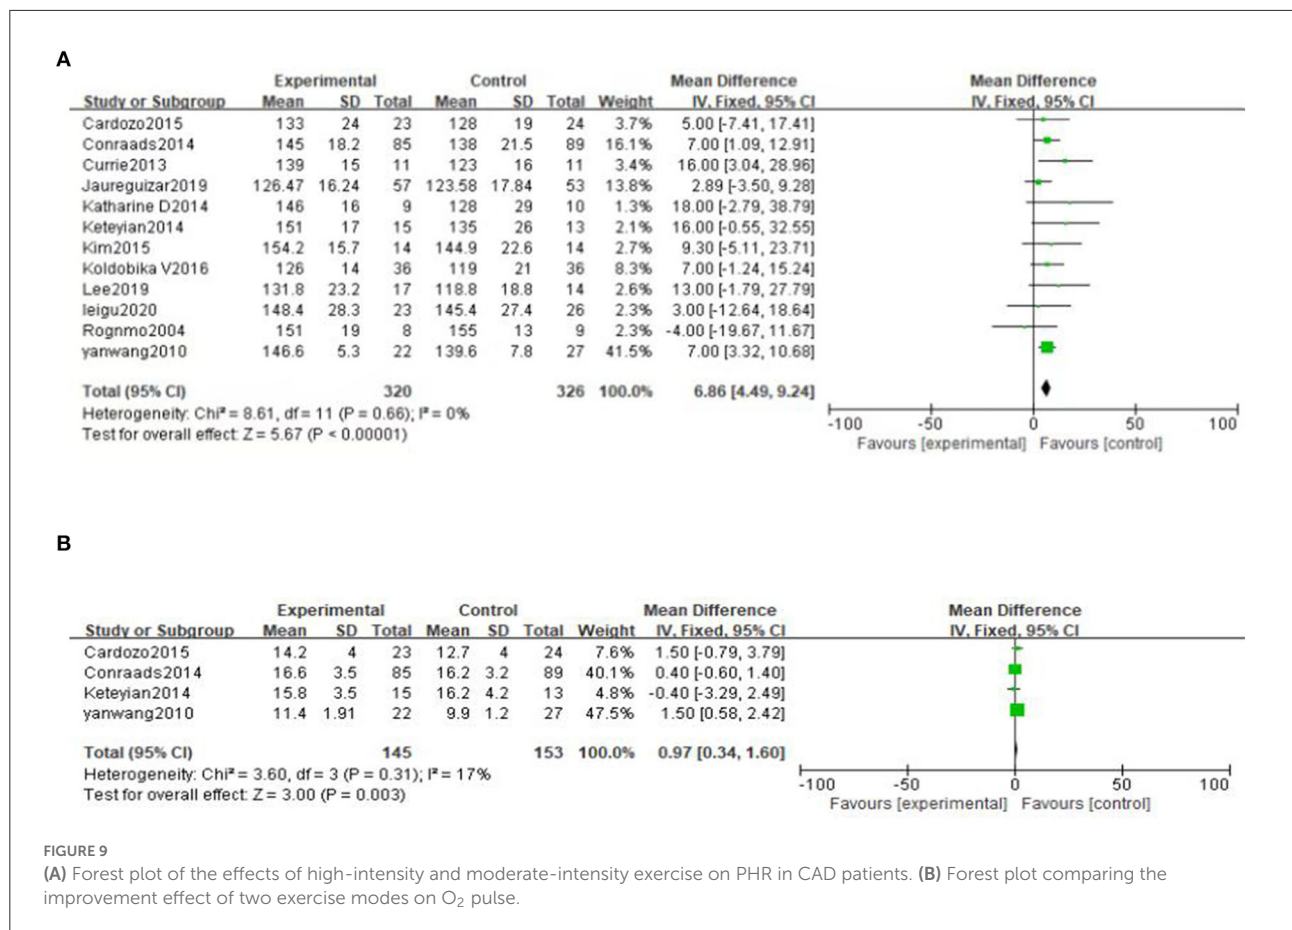 A
Experimental Control Mean Difference Mean Difference
Study or Subgroup Mean SD Total Mean SD Total Weight IV, Fixed, 95% CI IV, Fixed, 95% CI
Cardozo2015 133 24 23 128 19 24 3.7% 5.00 [-7.41, 17.41]
Conraads2014 145 18.2 85 138 21.5 89 16.1% 7.00 [1.09, 12.91]
Currie2013 139 15 11 123 16 11 3.4% 16.00 [3.04, 28.96]
Jaureguizar2019 126.47 16.24 57 123.58 17.84 53 13.8% 2.89 [-3.50, 9.28]
Katharine D2014 146 16 9 128 29 10 1.3% 18.00 [-2.79, 38.79]
Keteyian2014 151 17 15 135 26 13 2.1% 16.00 [-0.55, 32.55]
Kim2015 154.2 15.7 14 144.9 22.6 14 2.7% 9.30 [-5.11, 23.71]
Koldobika V2016 126 14 36 119 21 36 8.3% 7.00 [-1.24, 15.24]
Lee2019 131.8 23.2 17 118.8 18.8 14 2.6% 13.00 [-1.79, 27.79]
leigu2020 148.4 28.3 23 145.4 27.4 26 2.3% 3.00 [-12.64, 18.64]
Rognmo2004 151 19 8 155 13 9 2.3% -4.00 [-19.67, 11.67]
yanwang2010 146.6 5.3 22 139.6 7.8 27 41.5% 7.00 [3.32, 10.68]
Total (95% CI) 320 326 100.0% 6.86 [4.49, 9.24]
Heterogeneity: Chi² = 8.61, df = 11 (P = 0.66); I² = 0%
Test for overall effect: Z = 5.67 (P < 0.00001)
-100 -50 0 50 100
Favours [experimental] Favours [control]
B
Experimental Control Mean Difference Mean Difference
Study or Subgroup Mean SD Total Mean SD Total Weight IV, Fixed, 95% CI IV, Fixed, 95% CI
Cardozo2015 14.2 4 23 12.7 4 24 7.6% 1.50 [-0.79, 3.79]
Conraads2014 16.6 3.5 85 16.2 3.2 89 40.1% 0.40 [-0.60, 1.40]
Keteyian2014 15.8 3.5 15 16.2 4.2 13 4.8% -0.40 [-3.29, 2.49]
yanwang2010 11.4 1.91 22 9.9 1.2 27 47.5% 1.50 [0.58, 2.42]
Total (95% CI) 145 153 100.0% 0.97 [0.34, 1.60]
Heterogeneity: Chi² = 3.60, df = 3 (P = 0.31); I² = 17%
Test for overall effect: Z = 3.00 (P = 0.003)
-100 -50 0 50 100
Favours [experimental] Favours [control]
FIGURE 9
(A) Forest plot of the effects of high-intensity and moderate-intensity exercise on PHR in CAD patients. (B) Forest plot comparing the
improvement effect of two exercise modes on O₂ pulse.